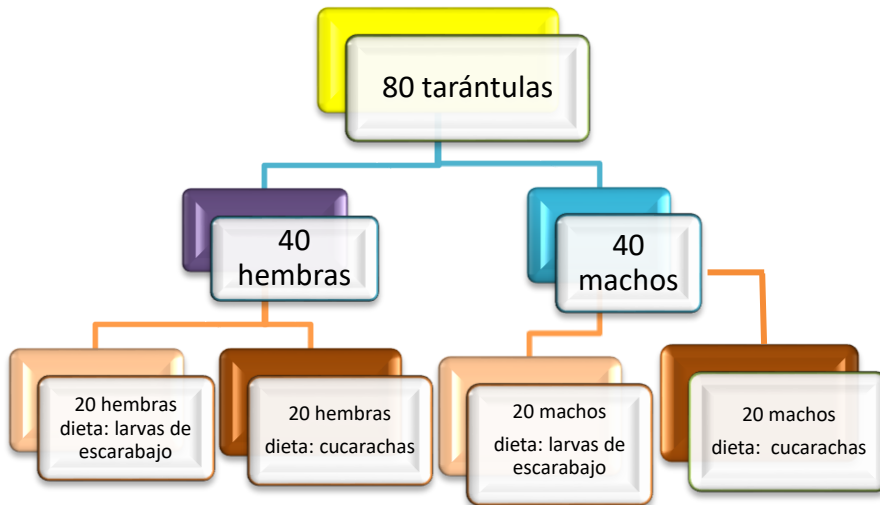 80 tarántulas
40
hembras
40
machos
20 hembras
dieta: larvas de
escarabajo
20 hembras
dieta: cucarachas
20 machos
dieta: larvas de
escarabajo
20 machos
dieta: cucarachas